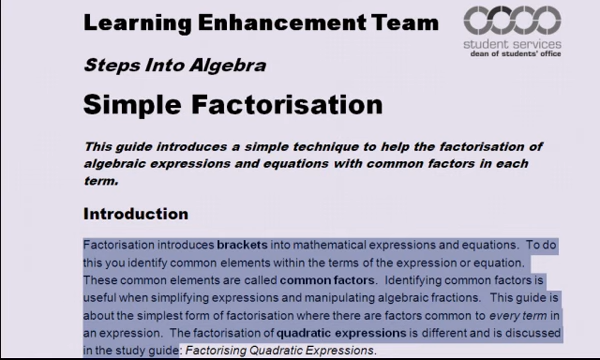 Learning Enhancement Team
student services
dean of students' office
Steps Into Algebra
Simple Factorisation
This guide introduces a simple technique to help the factorisation of
algebraic expressions and equations with common factors in each
term.
Introduction
Factorisation introduces brackets into mathematical expressions and equations. To do
this you identify common elements within the terms of the expression or equation.
These common elements are called common factors. Identifying common factors is
useful when simplifying expressions and manipulating algebraic fractions. This guide is
about the simplest form of factorisation where there are factors common to every term in
an expression. The factorisation of quadratic expressions is different and is discussed
in the study guide: Factorising Quadratic Expressions.